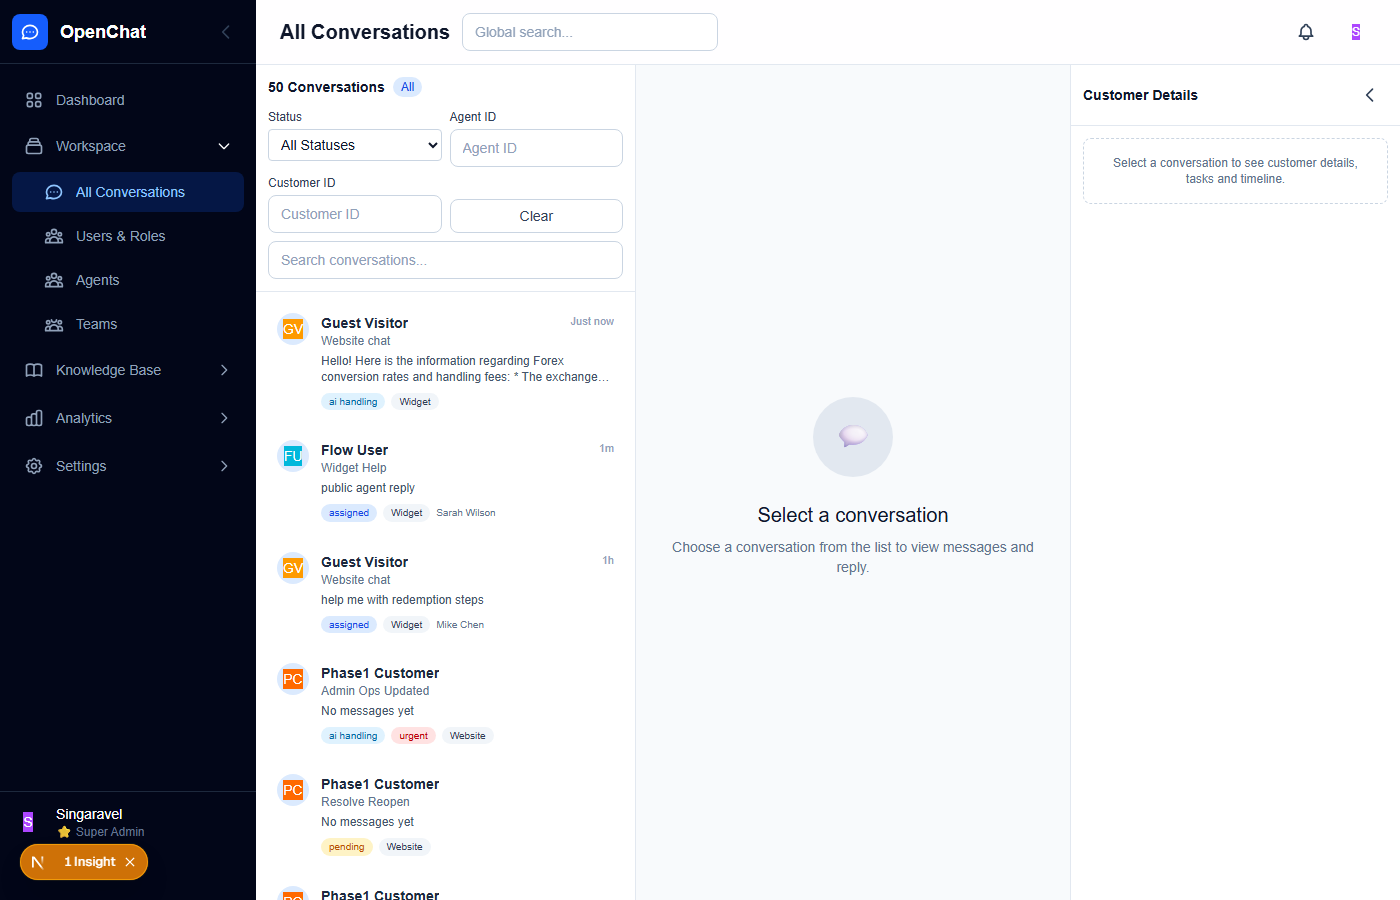 OpenChat
Dashboard
Workspace
All Conversations
Users & Roles
Agents
Teams
Knowledge Base
Analytics
Settings
S
Singaravel
Super Admin
N 1 Insight
All Conversations
Global search...
S
50 Conversations All
Status
All Statuses
Agent ID
Agent ID
Customer ID
Customer ID
Clear
Search conversations...
GV
Guest Visitor
Just now
Website chat
Hello! Here is the information regarding Forex
conversion rates and handling fees: * The exchange…
ai handling Widget
FU
Flow User
1m
Widget Help
public agent reply
assigned Widget Sarah Wilson
GV
Guest Visitor
1h
Website chat
help me with redemption steps
assigned Widget Mike Chen
PC
Phase1 Customer
Admin Ops Updated
No messages yet
ai handling urgent Website
PC
Phase1 Customer
Resolve Reopen
No messages yet
pending Website
PC
Phase1 Customer
Select a conversation
Choose a conversation from the list to view messages and
reply.
Customer Details
Select a conversation to see customer details,
tasks and timeline.